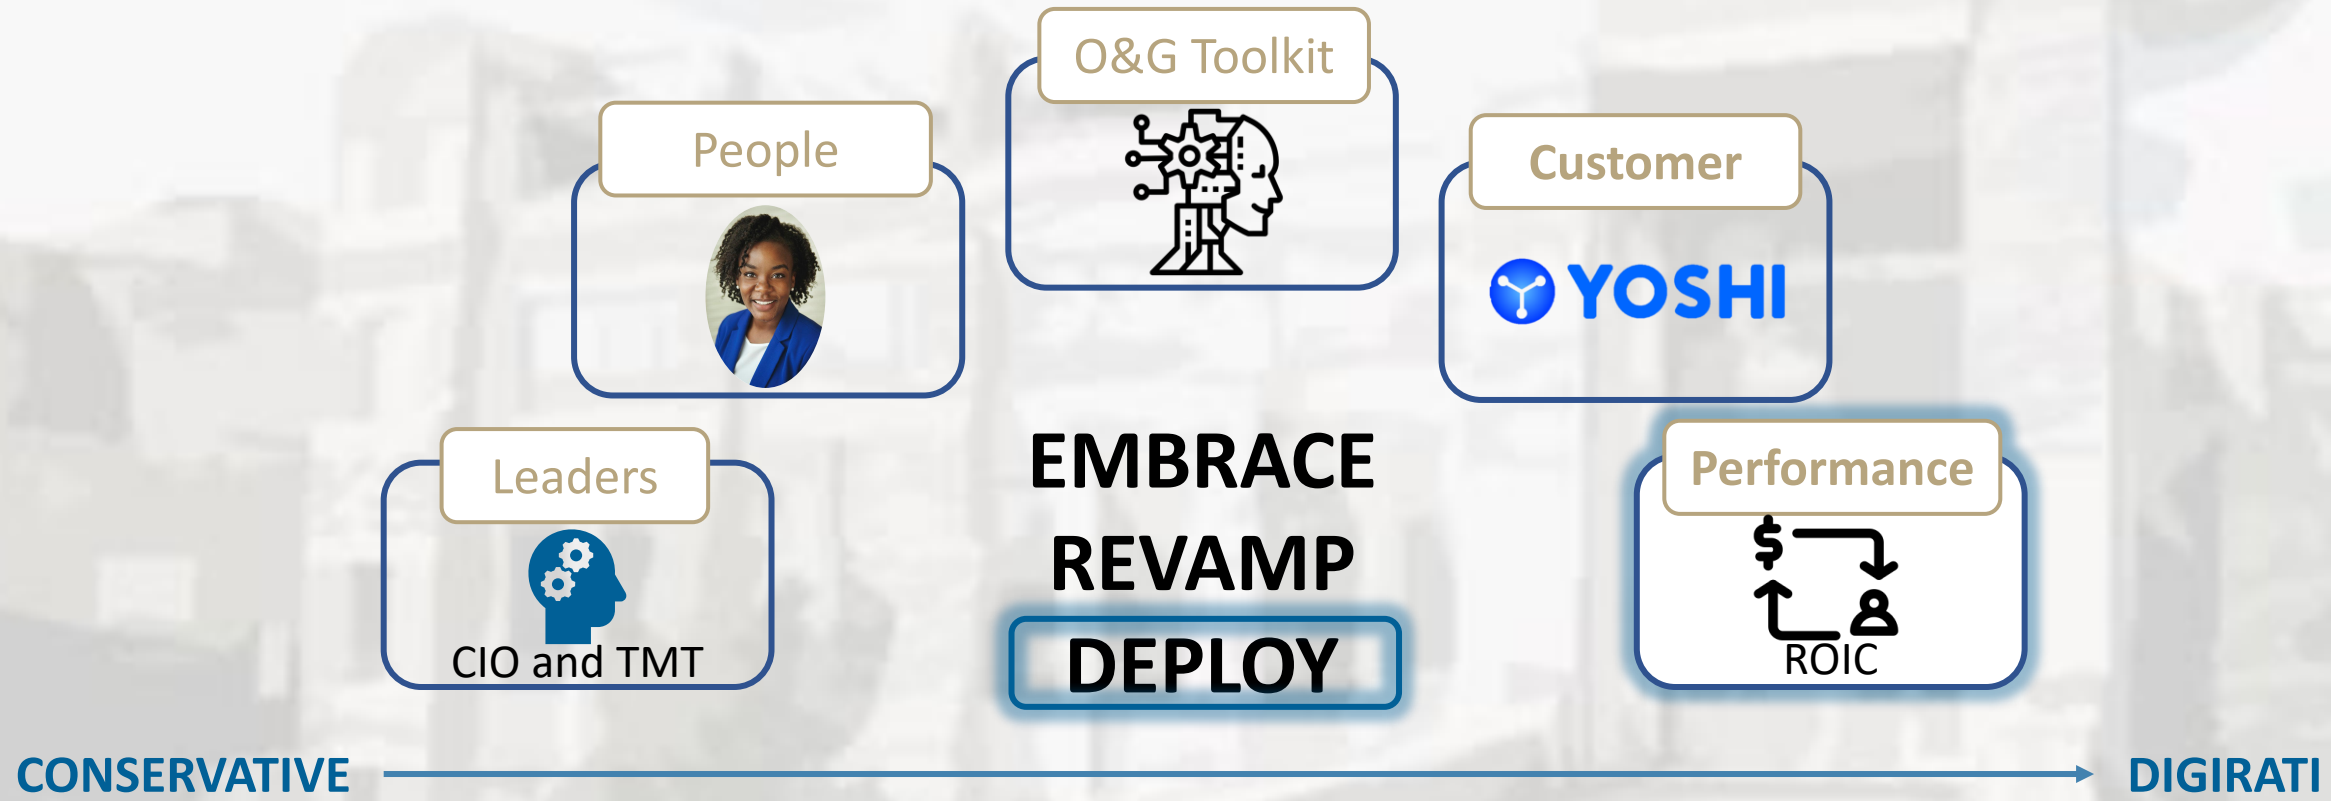 O&G Toolkit
People
Customer
YOSHI
Leaders
CIO and TMT
EMBRACE
REVAMP
DEPLOY
Performance
$
ROIC
CONSERVATIVE
DIGIRATI